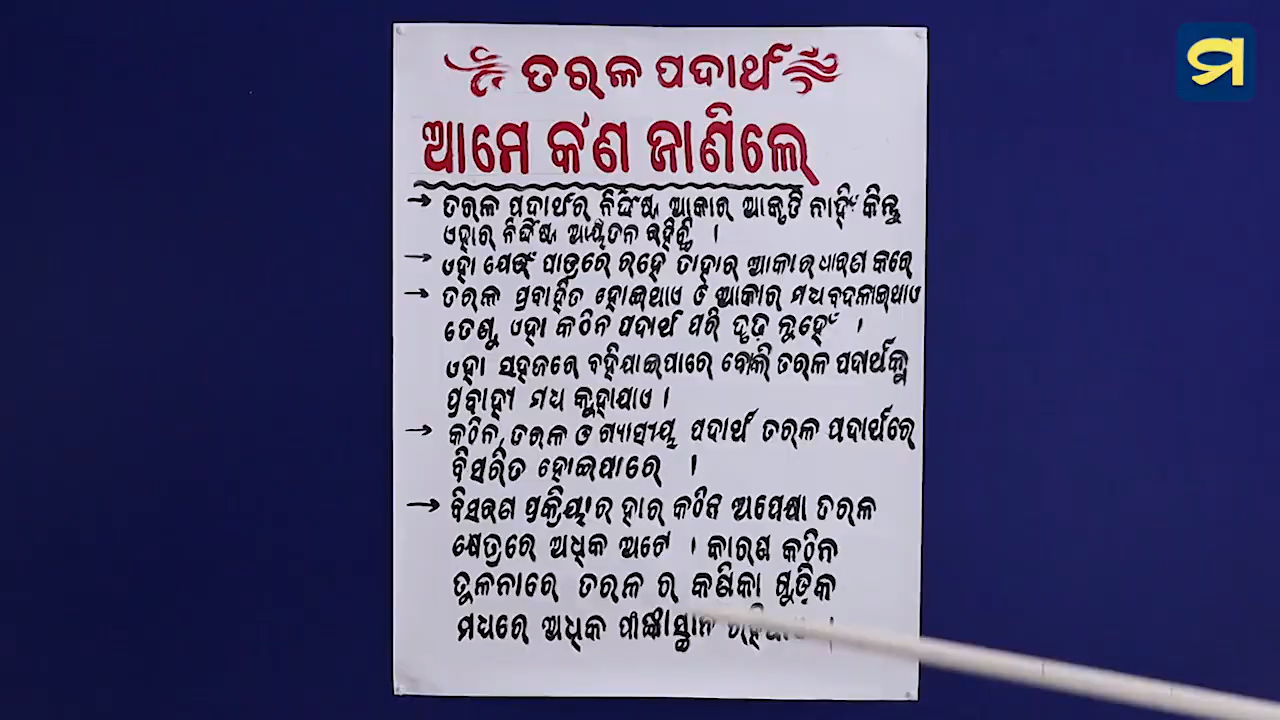 ତରଳ ପଦାର୍ଥ
ଆମେ କ'ଣ ଜାଣିଲେ
→ ତରଳ ପଦାର୍ଥର ନିର୍ଦ୍ଦିଷ୍ଟ ଆକାର ଆକୃତି ନାହିଁ କିନ୍ତୁ
ଏହାର ନିର୍ଦ୍ଦିଷ୍ଟ ଆୟତନ ରହିଛି ।
→ ଏହା ଯେଉଁ ପାତ୍ରରେ ରହେ ତାହାର ଆକାର ଧାରଣ କରେ
→ ତରଳ ପ୍ରବାହିତ ହୋଇଥାଏ ଓ ଆକାର ମଧ୍ୟ ବଦଳାଇଥାଏ
ତେଣୁ ଏହା କଠିନ ପଦାର୍ଥ ପରି ଦୃଢ଼ ନୁହେଁ ।
ଏହା ସହଜରେ ବହିଯାଇପାରେ ବୋଲି ତରଳ ପଦାର୍ଥକୁ
ପ୍ରବାହୀ ମଧ୍ୟ କୁହାଯାଏ ।
→ କଠିନ, ତରଳ ଓ ଗ୍ୟାସୀୟ ପଦାର୍ଥ ତରଳ ପଦାର୍ଥରେ
ବିସରିତ ହୋଇପାରେ ।
→ ବିସରଣ ପ୍ରକ୍ରିୟାର ହାର କଠିନ ଅପେକ୍ଷା ତରଳ
କ୍ଷେତ୍ରରେ ଅଧିକ ଅଟେ । କାରଣ କଠିନ
ତୁଳନାରେ ତରଳ ର କଣିକା ଗୁଡ଼ିକ
ମଧ୍ୟରେ ଅଧିକ ଫାଙ୍କାସ୍ଥାନ
ମ